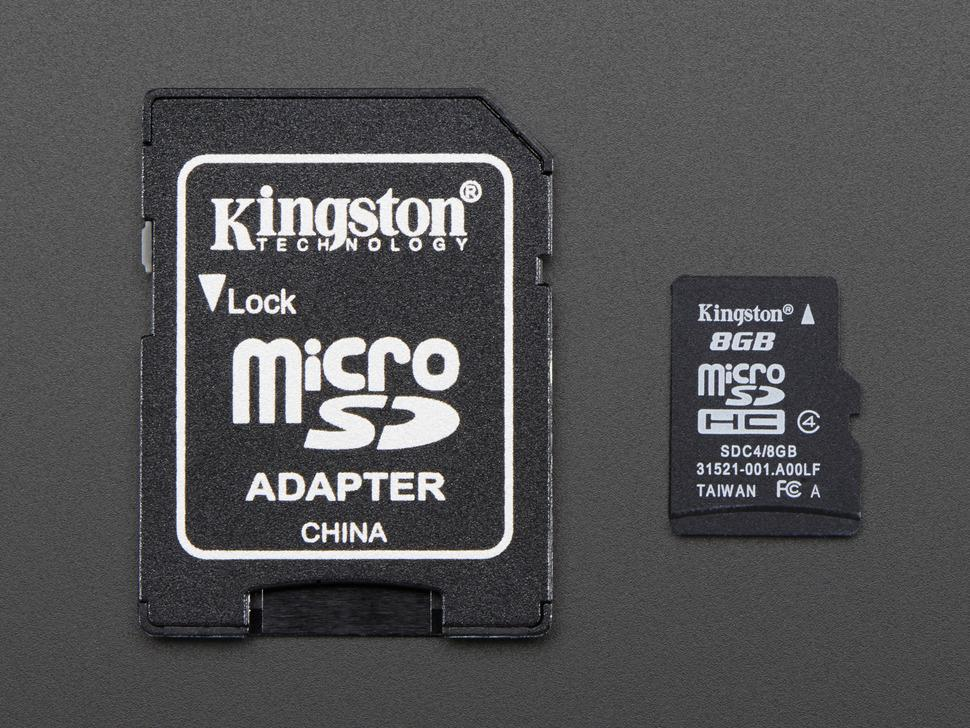 Kingston®
TECHNOLOGY
Lock
micro
SD
ADAPTER
CHINA
Kingston®
8GB
micro
SD
HC 4
SDC4/8GB
31521-001.A00LF
TAIWAN FC A